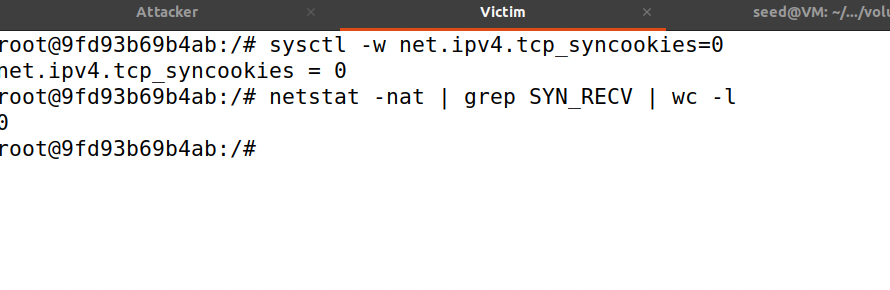 Attacker × Victim × seed@VM: ~/.../volu
root@9fd93b69b4ab:/# sysctl -w net.ipv4.tcp_syncookies=0
net.ipv4.tcp_syncookies = 0
root@9fd93b69b4ab:/# netstat -nat | grep SYN_RECV | wc -l
0
root@9fd93b69b4ab:/#